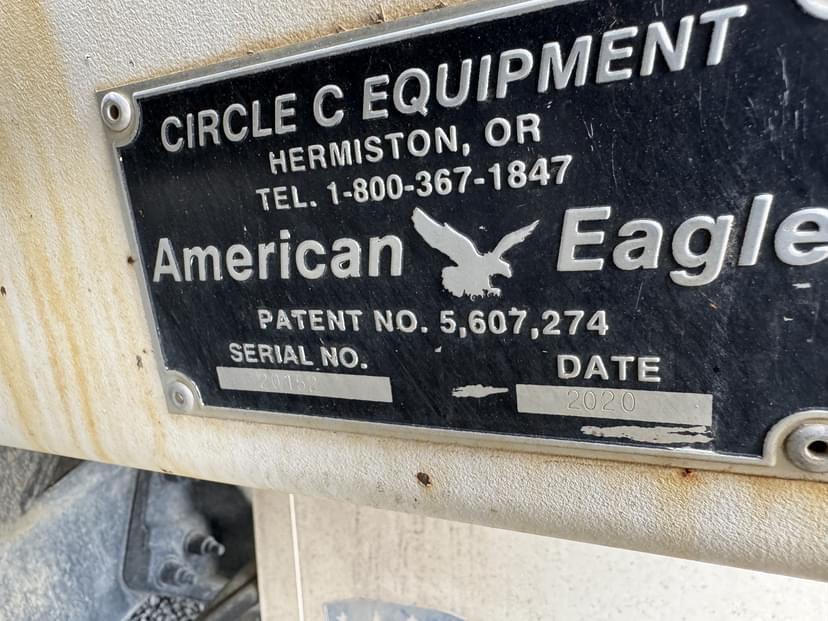 CIRCLE C EQUIPMENT
HERMISTON, OR
TEL. 1-800-367-1847
American Eagle
PATENT NO. 5,607,274
SERIAL NO. DATE
20152 2020